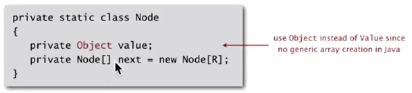 private static class Node
{
private Object value;
private Node[] next = new Node[R];
}
use Object instead of Value since
no generic array creation in Java